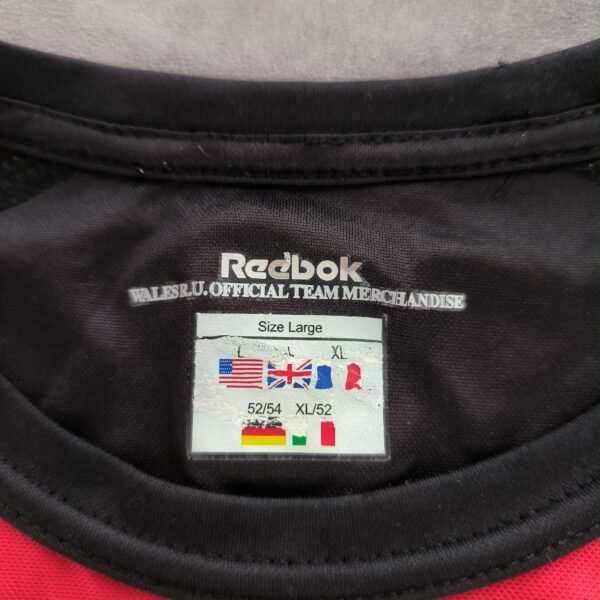 Reebok
WALES R.U. OFFICIAL TEAM MERCHANDISE
Size Large
L L XL
52/54 XL/52